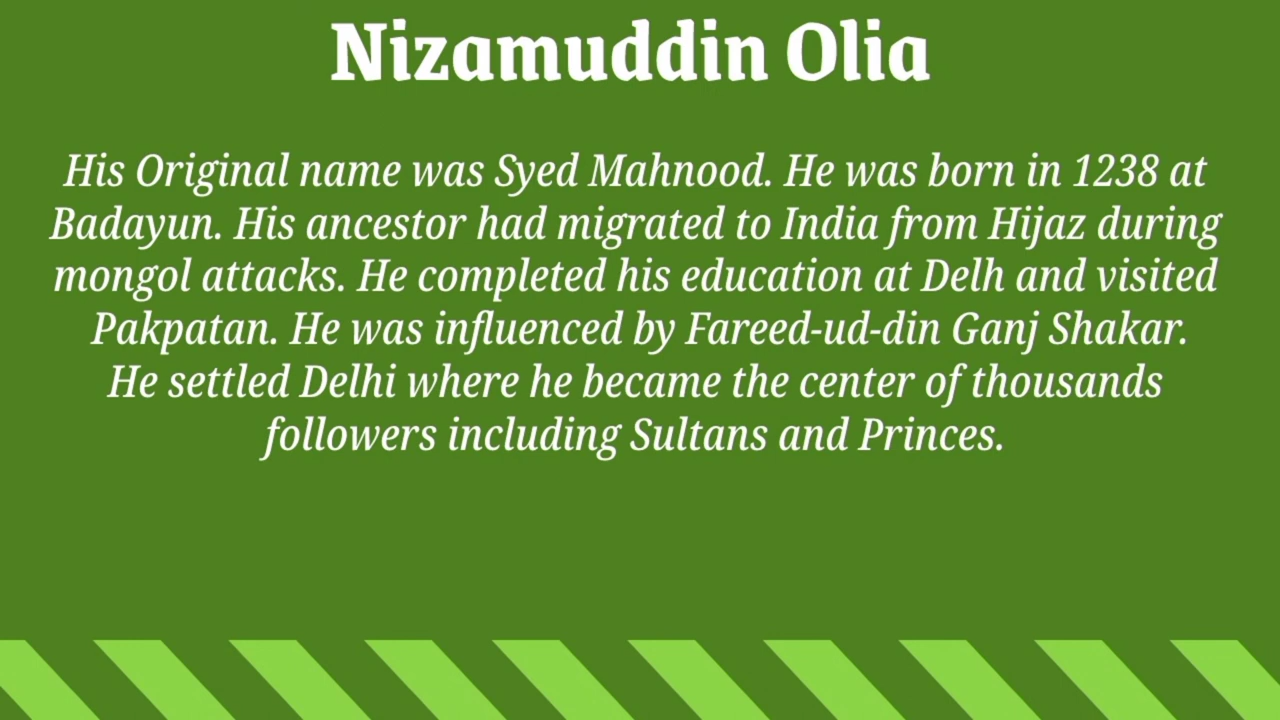 Nizamuddin Olia
His Original name was Syed Mahnood. He was born in 1238 at
Badayun. His ancestor had migrated to India from Hijaz during
mongol attacks. He completed his education at Delh and visited
Pakpatan. He was influenced by Fareed-ud-din Ganj Shakar.
He settled Delhi where he became the center of thousands
followers including Sultans and Princes.